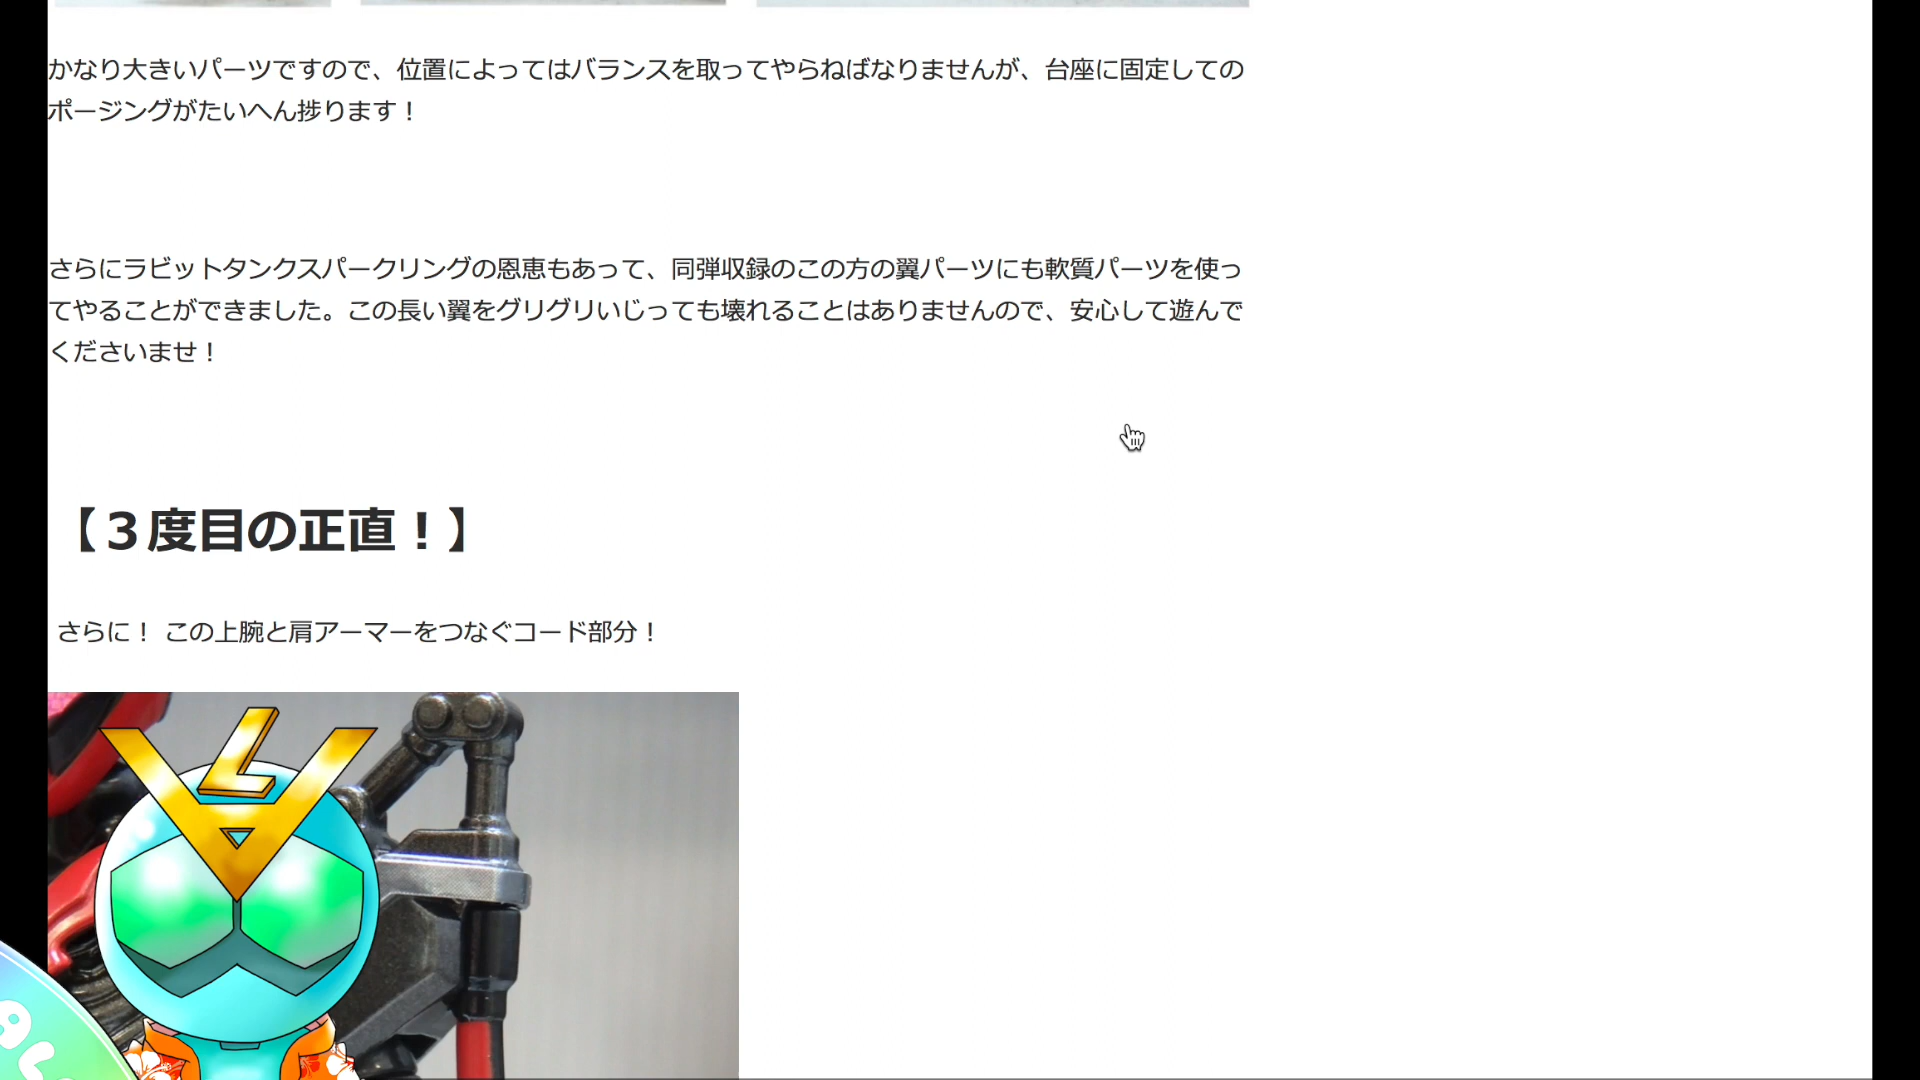 かなり大きいパーツですので、位置によってはバランスを取ってやらねばなりませんが、台座に固定しての
ポージングがたいへん捗ります！
さらにラビットタンクスパークリングの恩恵もあって、同弾収録のこの方の翼パーツにも軟質パーツを使っ
てやることができました。この長い翼をグリグリいじっても壊れることはありませんので、安心して遊んで
くださいませ！
【３度目の正直！】
さらに！ この上腕と肩アーマーをつなぐコード部分！